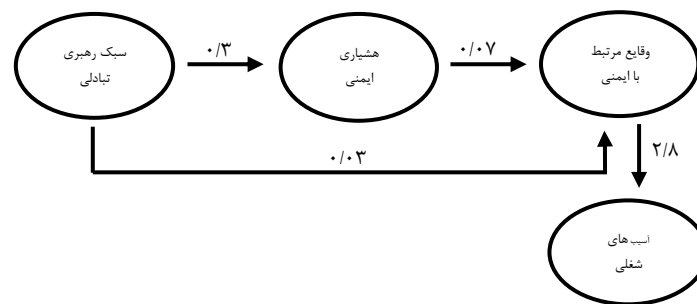 سبک رهبری
تبادلی
۰/۳
هشیاری
ایمنی
۰/۰۷
وقایع مرتبط
با ایمنی
۰/۰۳
۲/۸
آسیب های
شغلی